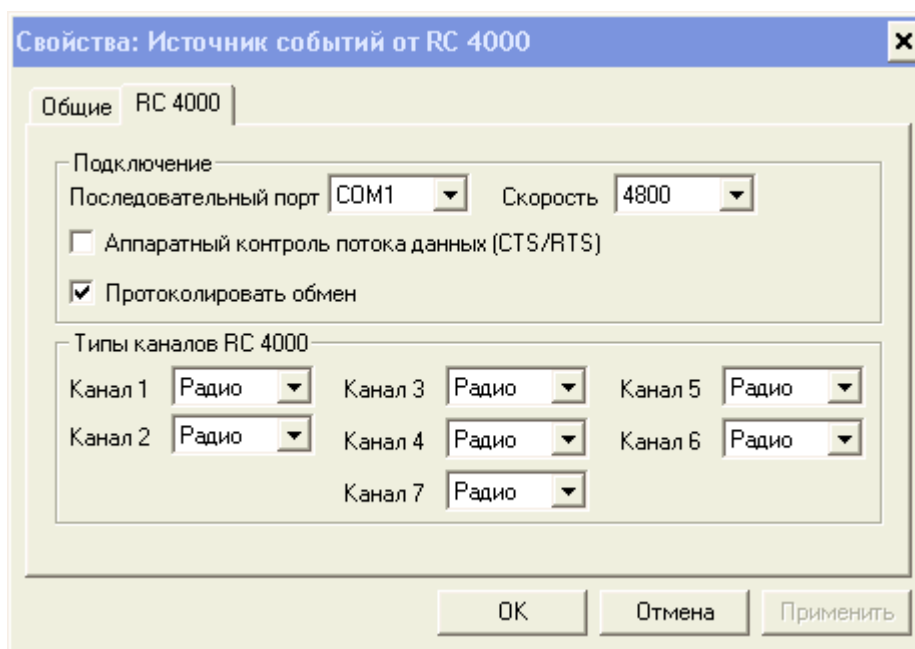 Свойства: Источник событий от RC 4000
Общие RC 4000
Подключение
Последовательный порт COM1 Скорость 4800
Аппаратный контроль потока данных (CTS/RTS)
Протоколировать обмен
Типы каналов RC 4000
Канал 1 Радио Канал 3 Радио Канал 5 Радио
Канал 2 Радио Канал 4 Радио Канал 6 Радио
Канал 7 Радио
OK Отмена Применить